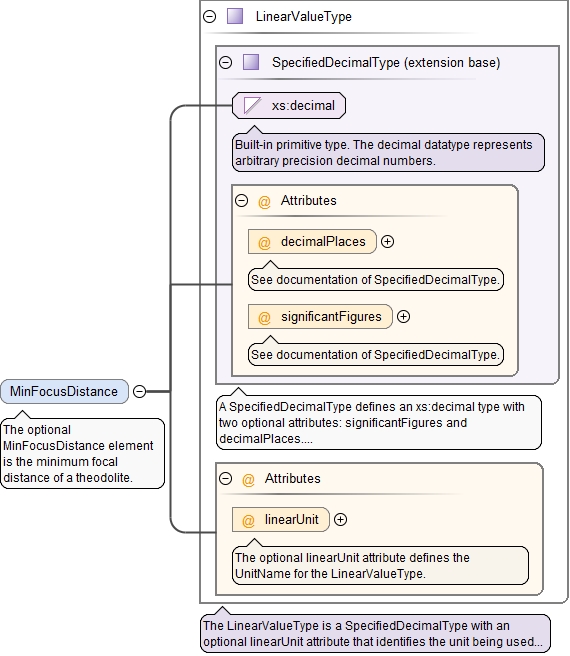 LinearValueType
SpecifiedDecimalType (extension base)
xs:decimal
Built-in primitive type. The decimal datatype represents
arbitrary precision decimal numbers.
@ Attributes
@ decimalPlaces
See documentation of SpecifiedDecimalType.
@ significantFigures
See documentation of SpecifiedDecimalType.
MinFocusDistance
The optional
MinFocusDistance element
is the minimum focal
distance of a theodolite.
A SpecifiedDecimalType defines an xs:decimal type with
two optional attributes: significantFigures and
decimalPlaces....
@ Attributes
@ linearUnit
The optional linearUnit attribute defines the
UnitName for the LinearValueType.
The LinearValueType is a SpecifiedDecimalType with an
optional linearUnit attribute that identifies the unit being used...